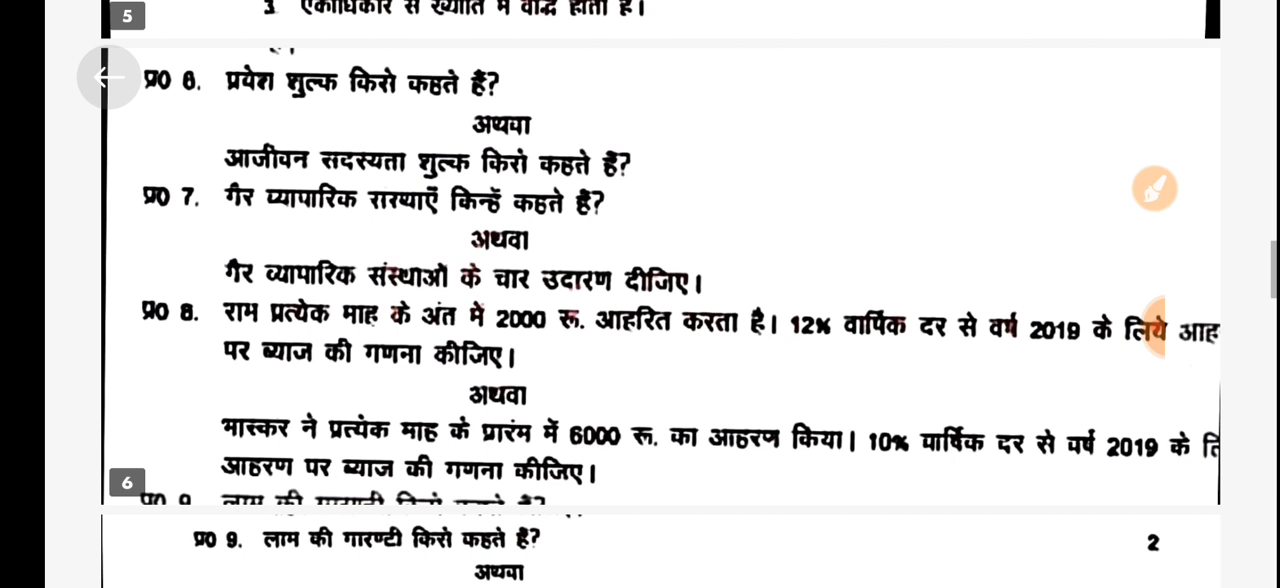 5
3 एकाधिकार से ख्याति में वृद्धि होती है।
प्र0 6. प्रवेश शुल्क किसे कहते हैं?
अथवा
आजीवन सदस्यता शुल्क किसे कहते हैं?
प्र0 7. गैर व्यापारिक संस्थाएँ किन्हें कहते हैं?
अथवा
गैर व्यापारिक संस्थाओं के चार उदारण दीजिए।
प्र0 8. राम प्रत्येक माह के अंत में 2000 रू. आहरित करता है। 12% वार्षिक दर से वर्ष 2019 के लिये आह
पर ब्याज की गणना कीजिए।
अथवा
भास्कर ने प्रत्येक माह के प्रारंम में 6000 रू. का आहरण किया। 10% वार्षिक दर से वर्ष 2019 के लि
आहरण पर ब्याज की गणना कीजिए।
6
प्र0 9. लाम की गारण्टी किसे कहते हैं?
2
अथवा